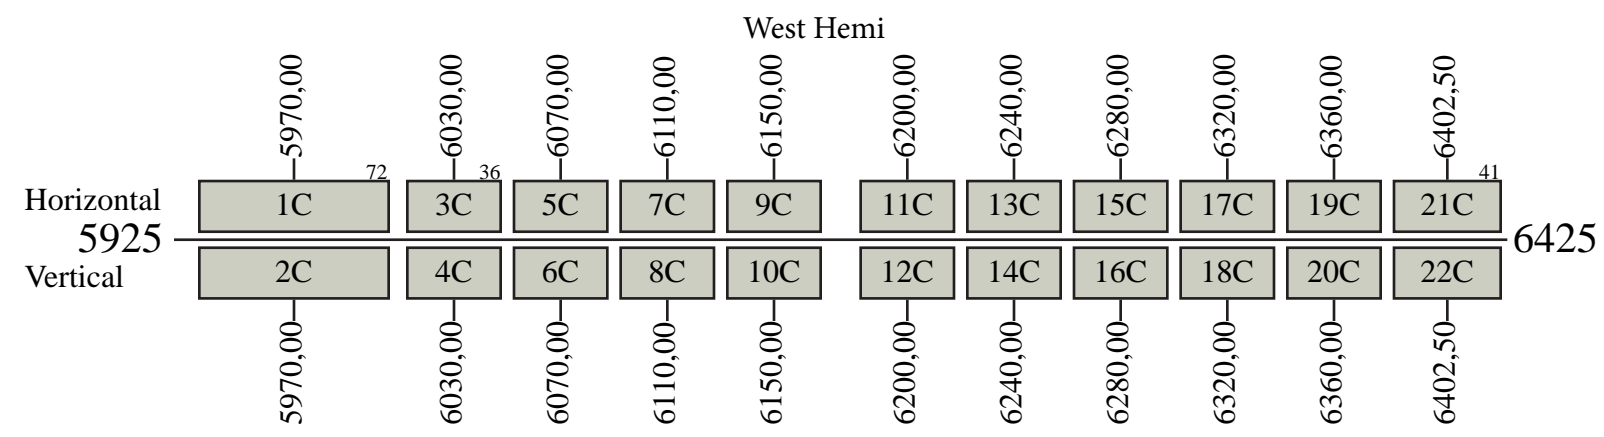 West Hemi
5970,00 6030,00 6070,00 6110,00 6150,00 6200,00 6240,00 6280,00 6320,00 6360,00 6402,50
72 36 41
Horizontal 1C 3C 5C 7C 9C 11C 13C 15C 17C 19C 21C
5925 6425
Vertical 2C 4C 6C 8C 10C 12C 14C 16C 18C 20C 22C
5970,00 6030,00 6070,00 6110,00 6150,00 6200,00 6240,00 6280,00 6320,00 6360,00 6402,50